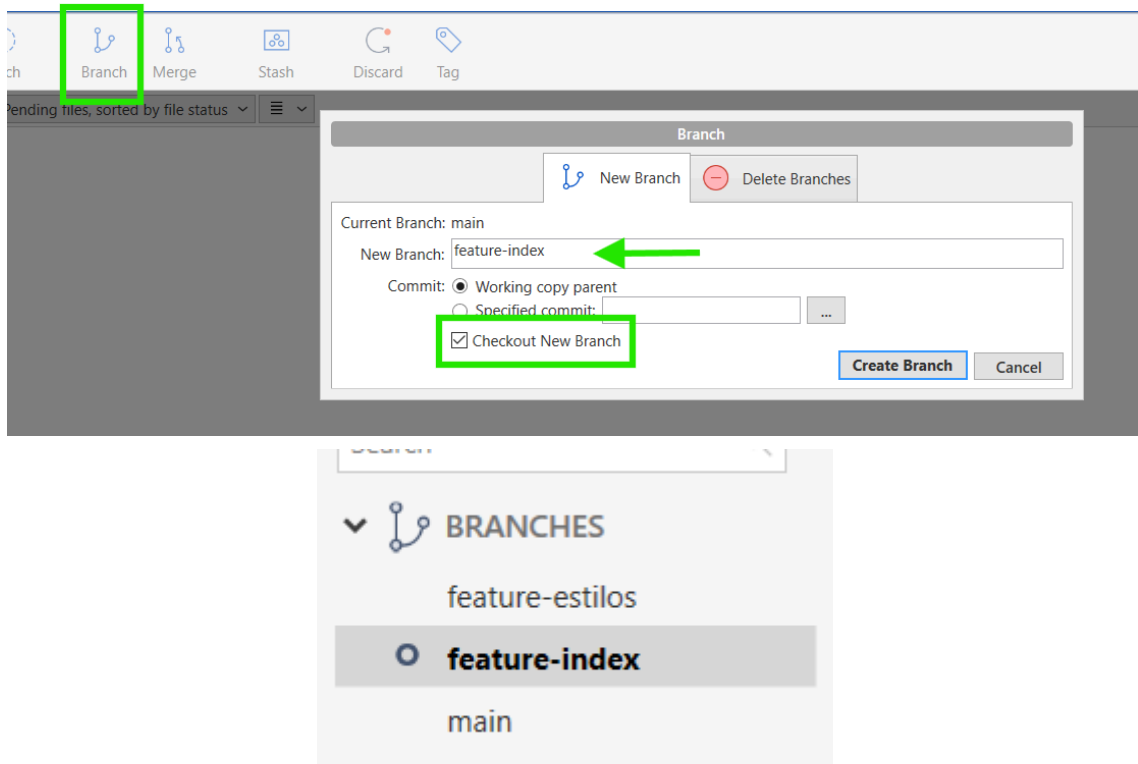 ch Branch Merge Stash Discard Tag
Pending files, sorted by file status
Branch
New Branch Delete Branches
Current Branch: main
New Branch: feature-index
Commit: Working copy parent
Specified commit: ...
Checkout New Branch
Create Branch Cancel
Search
BRANCHES
feature-estilos
feature-index
main